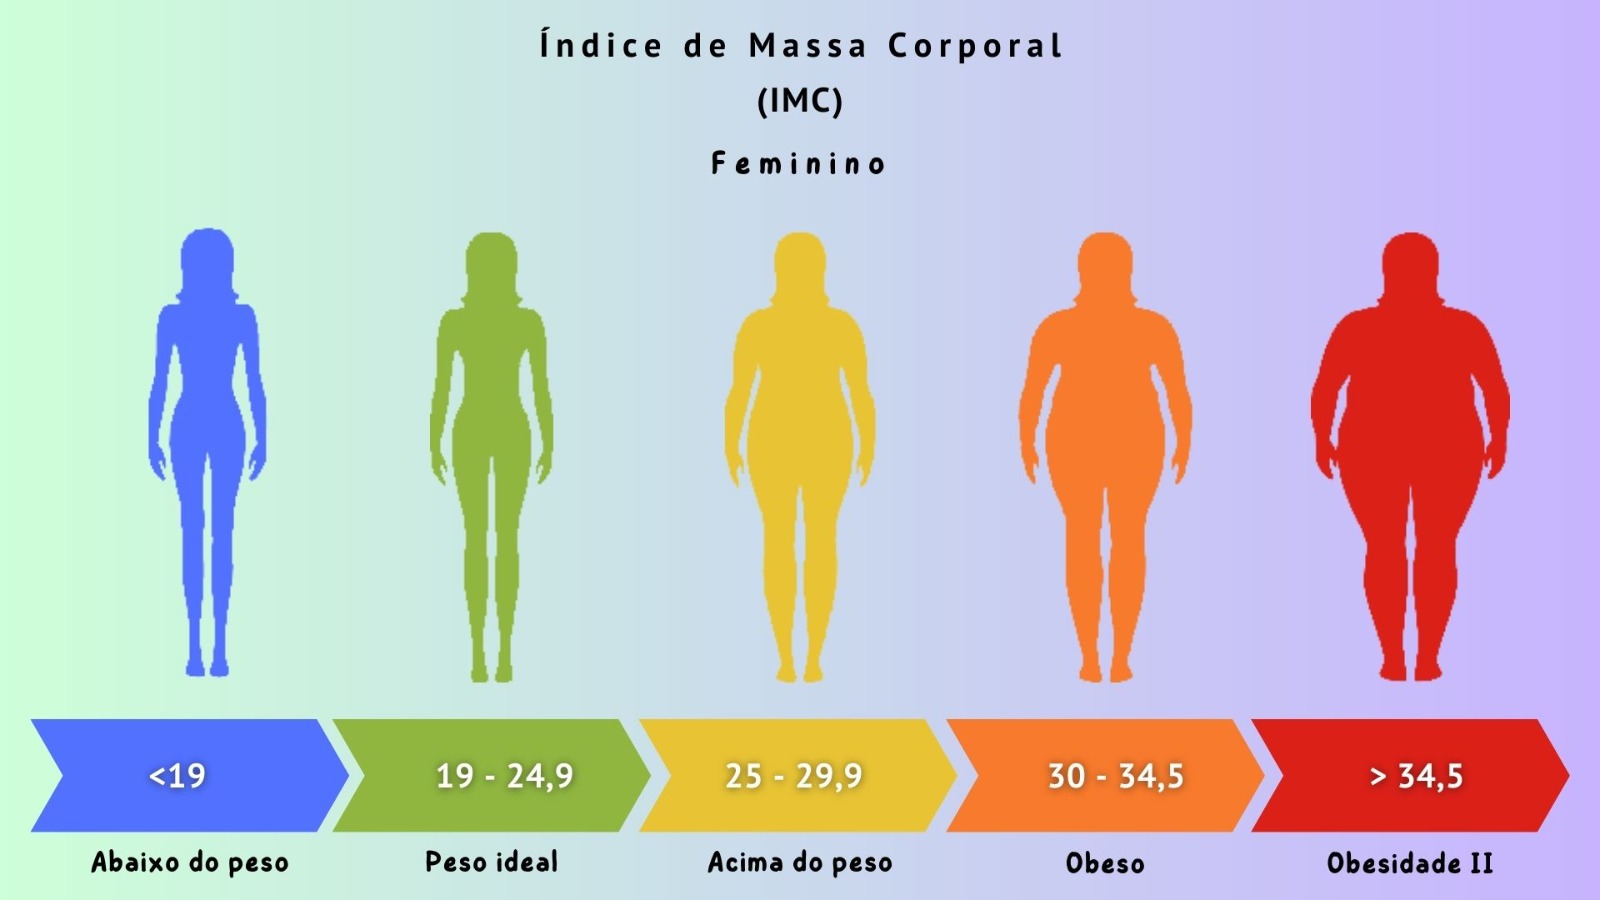 Índice de Massa Corporal
(IMC)
Feminino
<19
19 - 24,9
25 - 29,9
30 - 34,5
> 34,5
Abaixo do peso
Peso ideal
Acima do peso
Obeso
Obesidade II